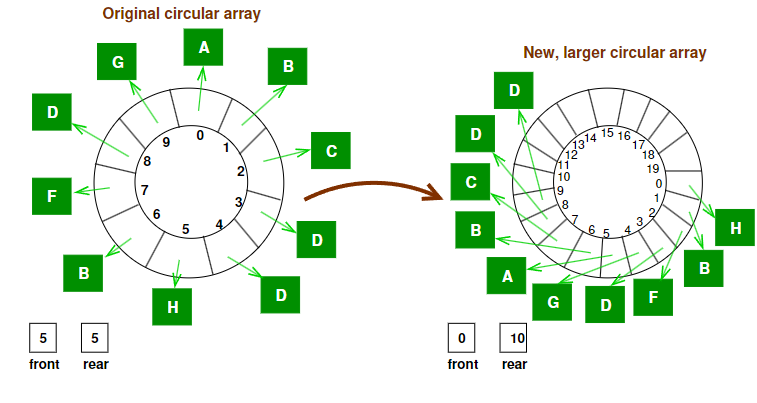 Original circular array
G
A
B
D
C
F
D
B
H
D
0
1
2
3
4
5
6
7
8
9
5
5
front
rear
New, larger circular array
D
D
C
B
A
G
D
F
B
H
0
1
2
3
4
5
6
7
8
9
10
11
12
13
14
15
16
17
18
19
0
10
front
rear